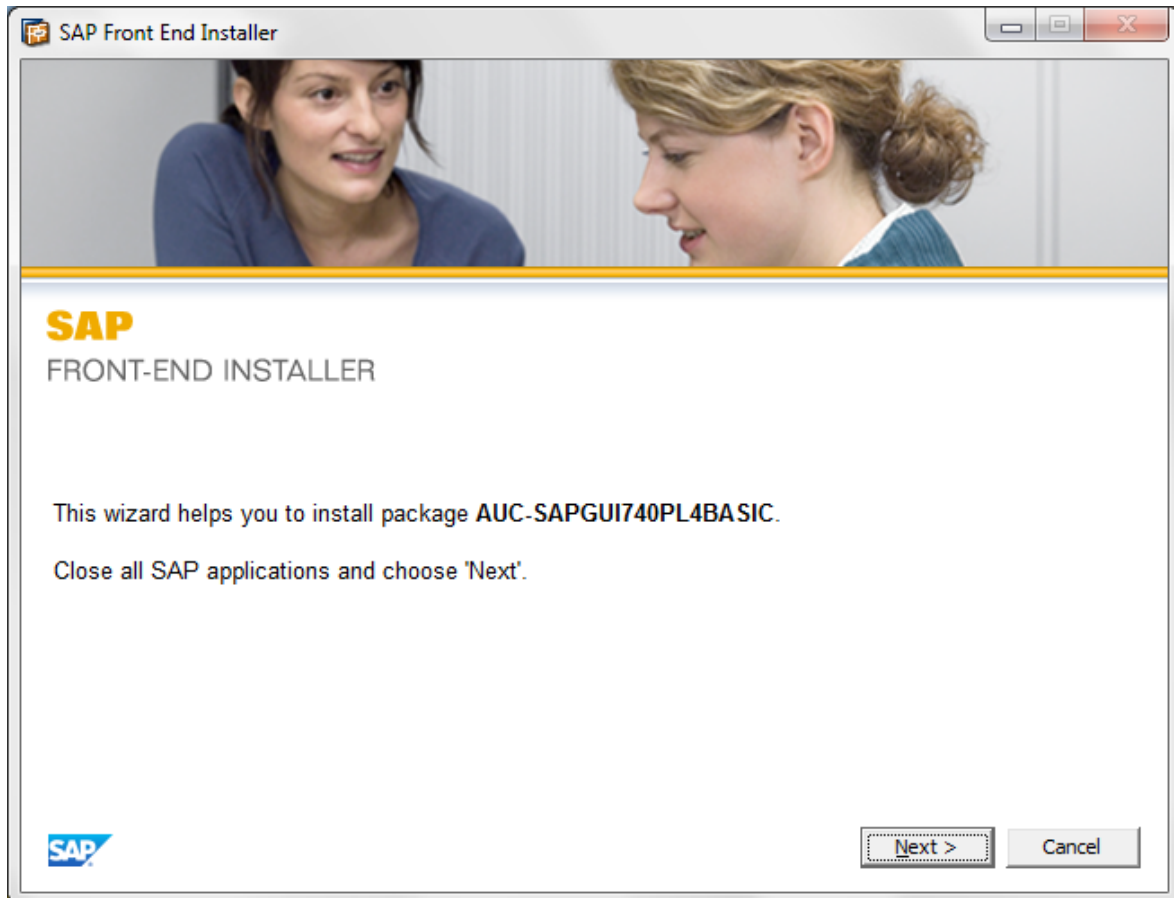 SAP Front End Installer
SAP
FRONT-END INSTALLER
This wizard helps you to install package AUC-SAPGUI740PL4BASIC.
Close all SAP applications and choose 'Next'.
SAP
Next >
Cancel